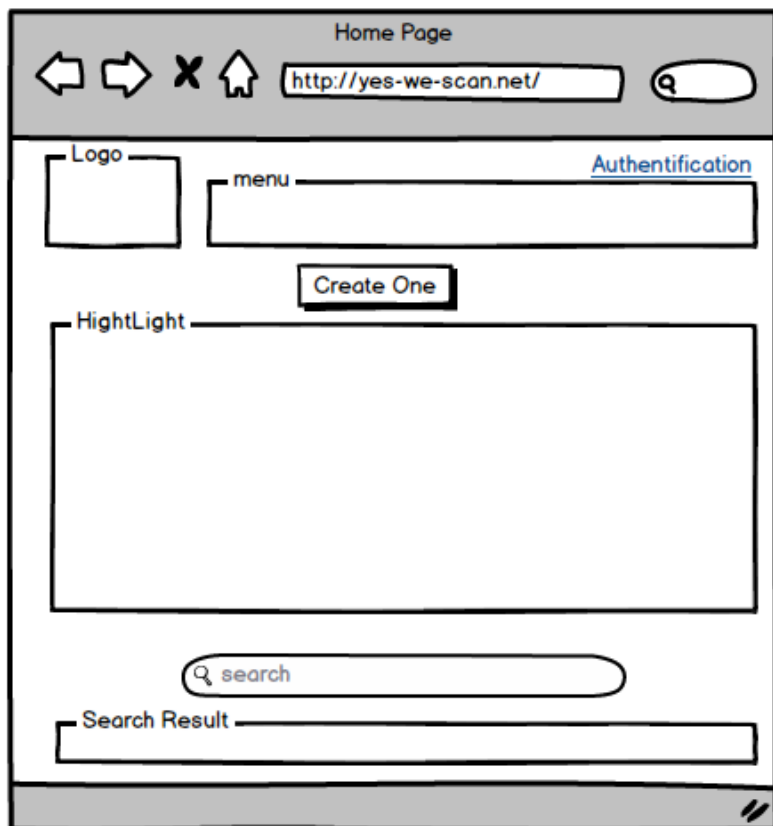 Home Page
http://yes-we-scan.net/
Logo
Authentification
menu
Create One
HightLight
search
Search Result